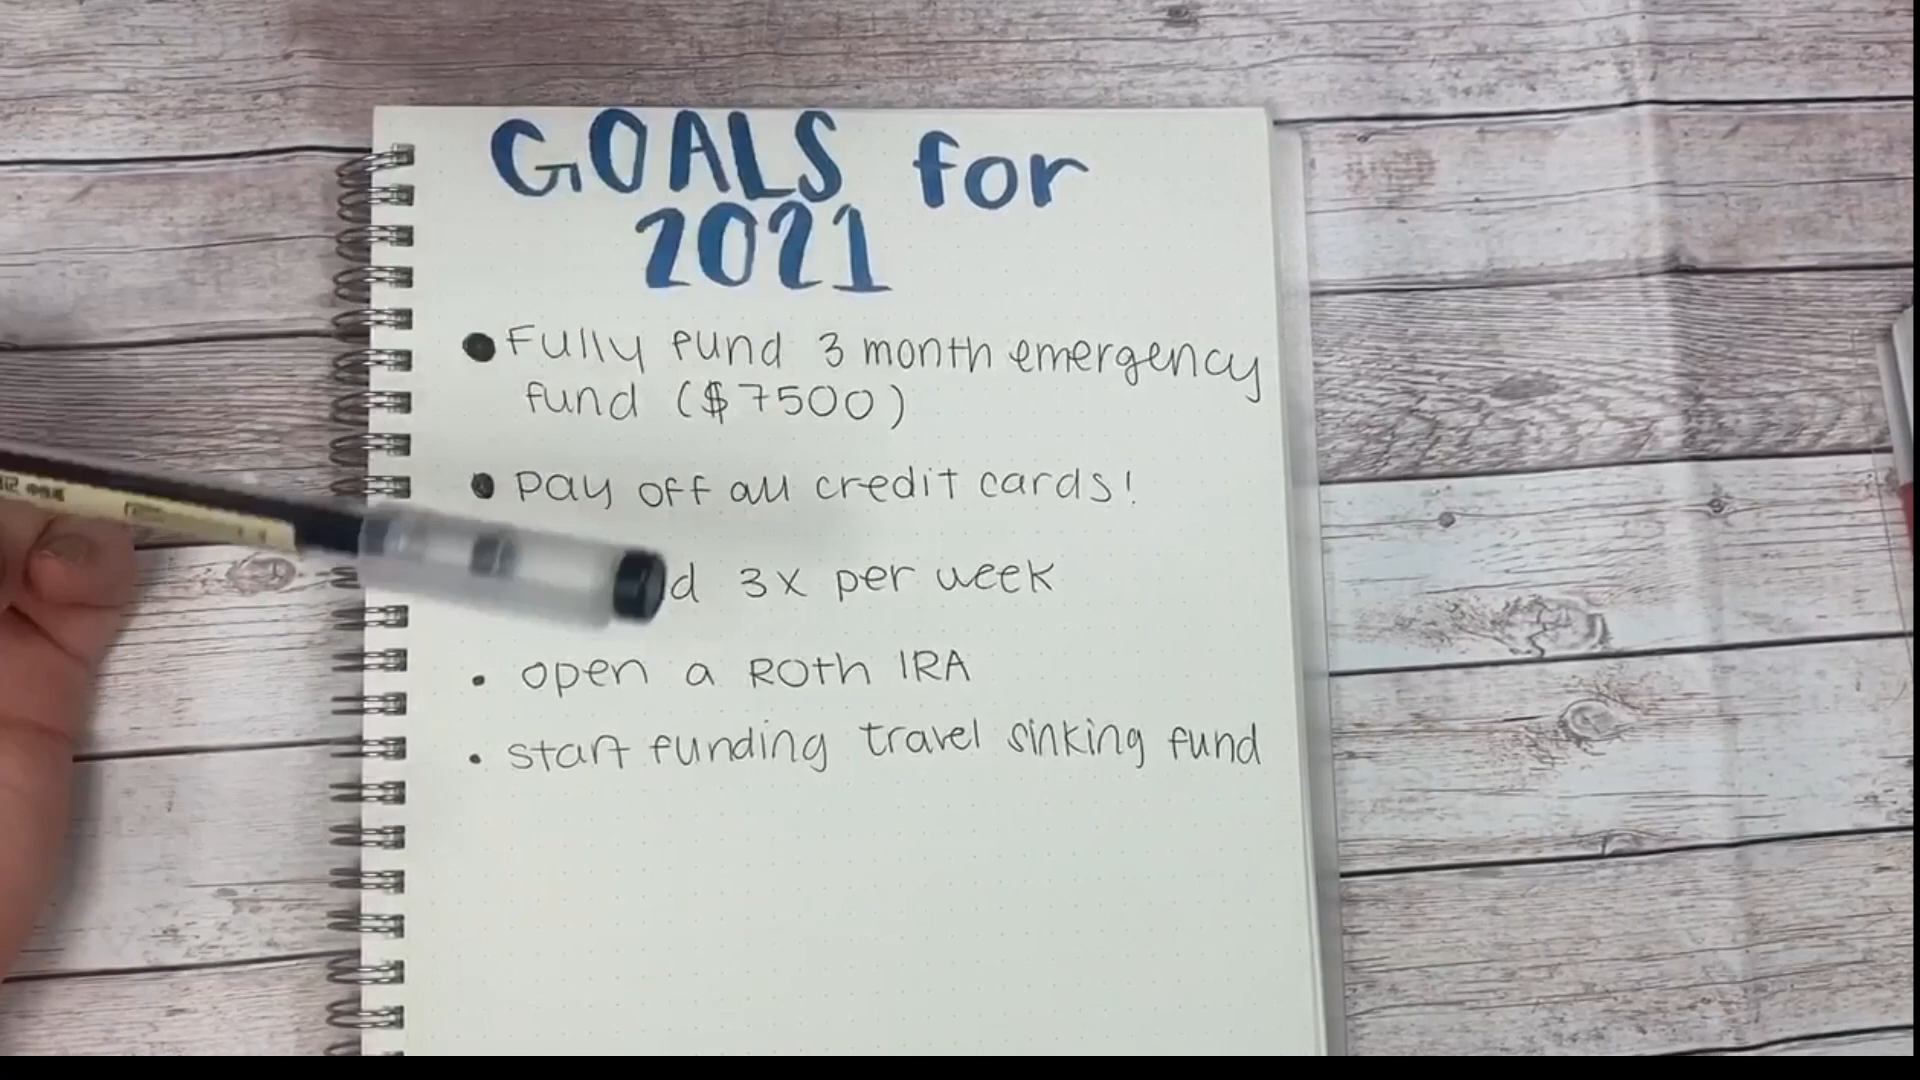 GOALS for
2021
• Fully fund 3 month emergency
fund ($7500)
• pay off all credit cards!
3x per week
• open a ROTH IRA
• start funding travel sinking fund